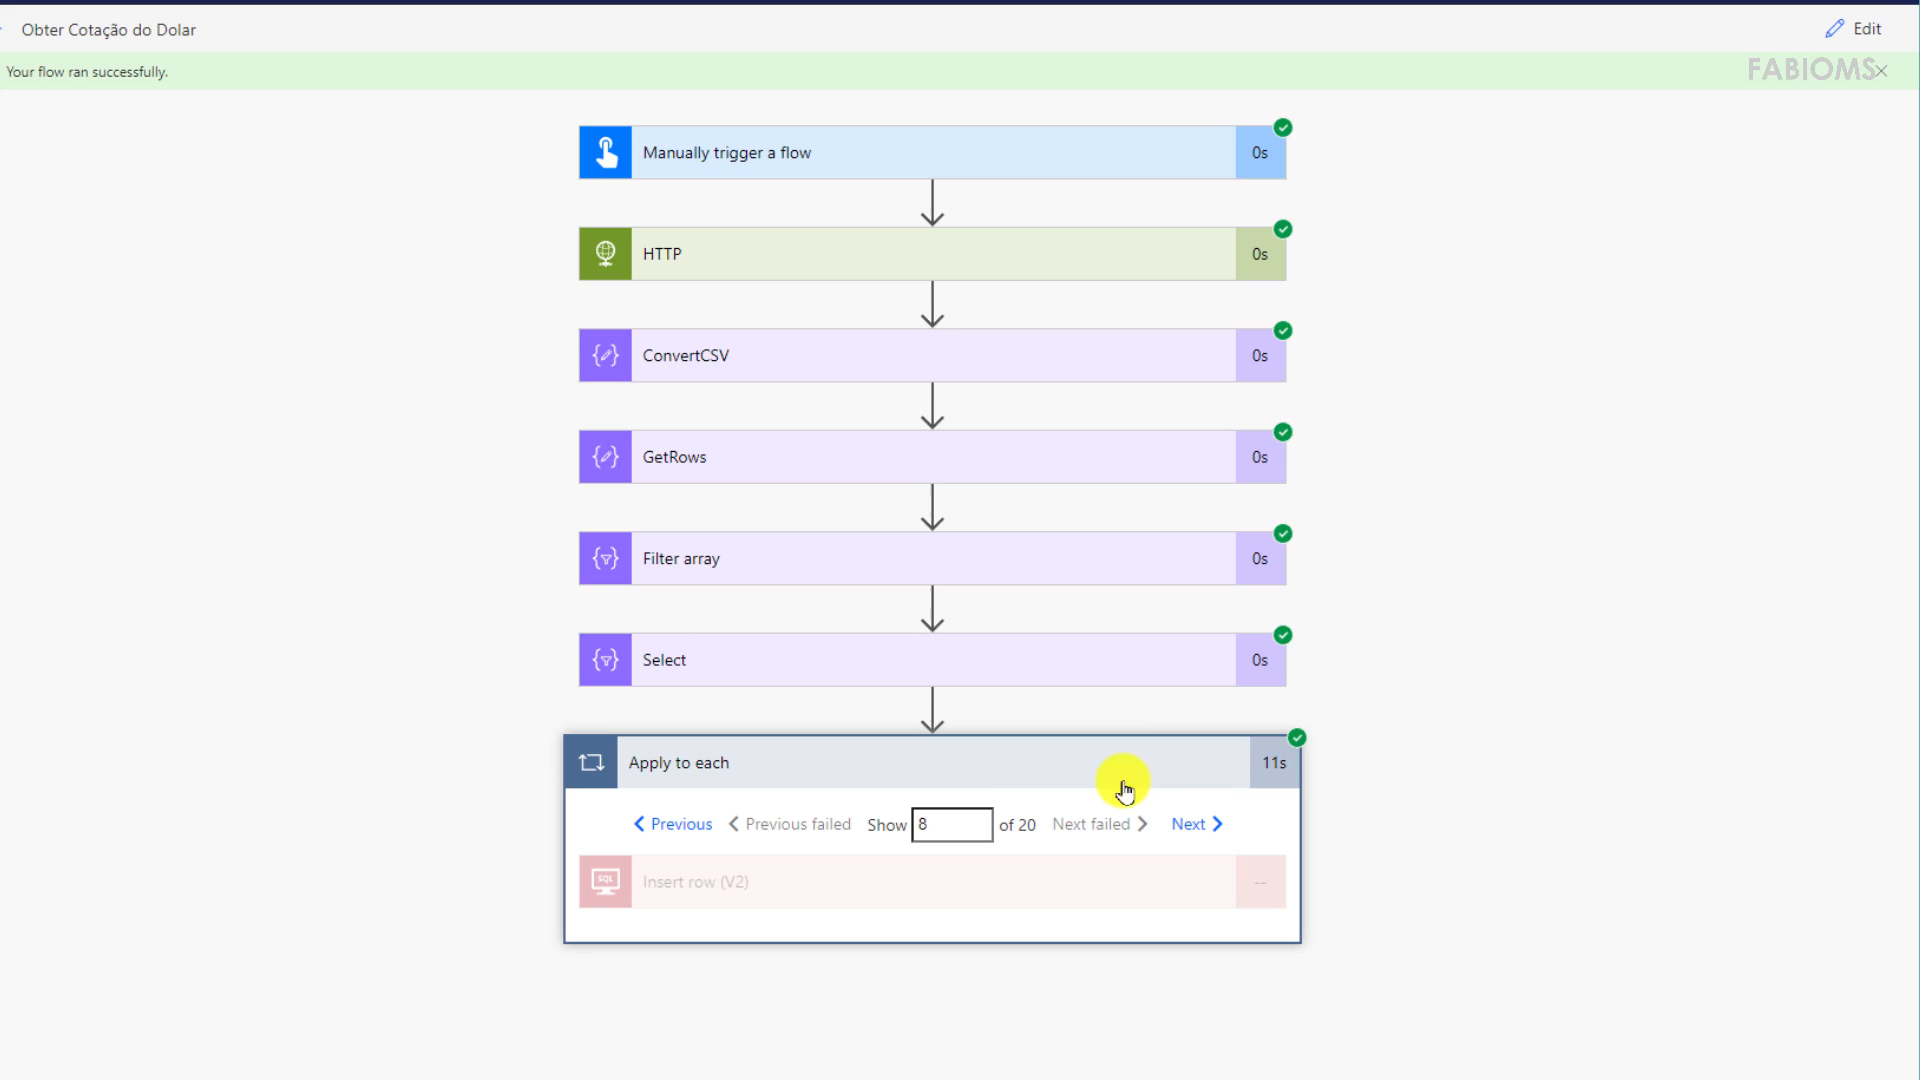 Obter Cotação do Dolar
Edit
Your flow ran successfully.
FABIOMS
Manually trigger a flow
0s
HTTP
0s
ConvertCSV
0s
GetRows
0s
Filter array
0s
Select
0s
Apply to each
11s
Previous Previous failed Show 8 of 20 Next failed Next
SQL
Insert row (V2)
--